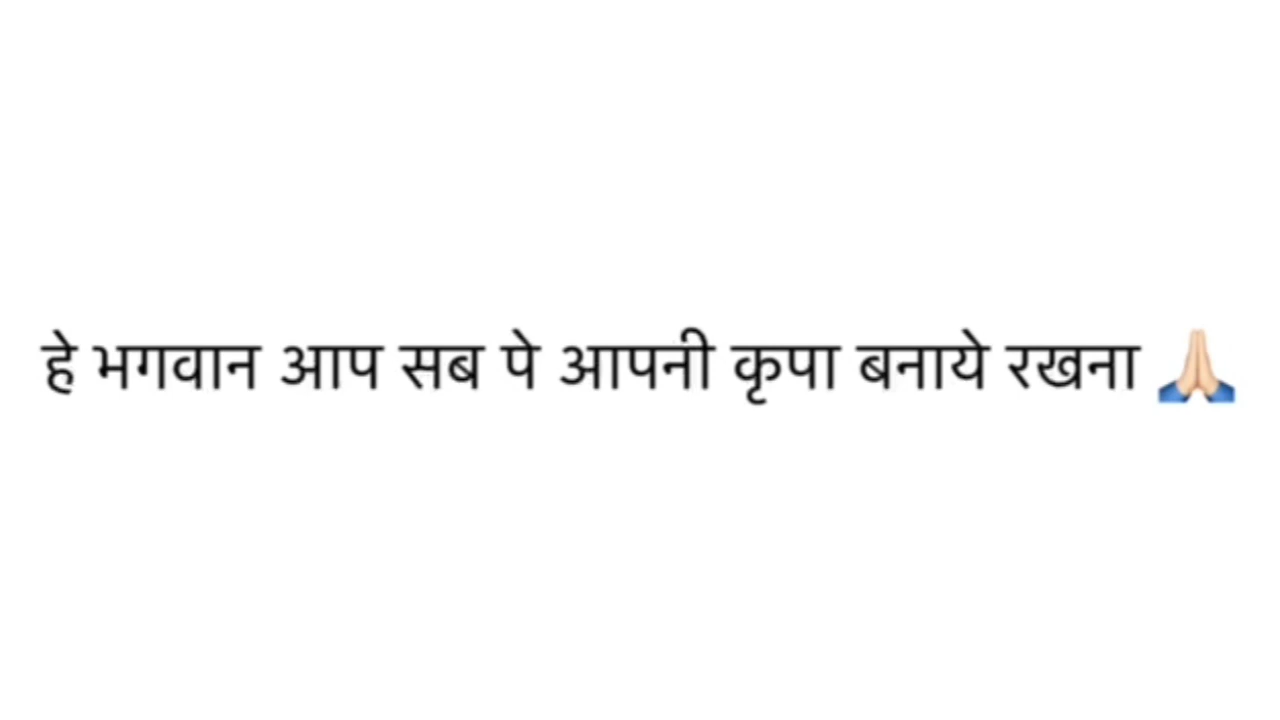 हे भगवान आप सब पे आपनी कृपा बनाये रखना 🙏🏻